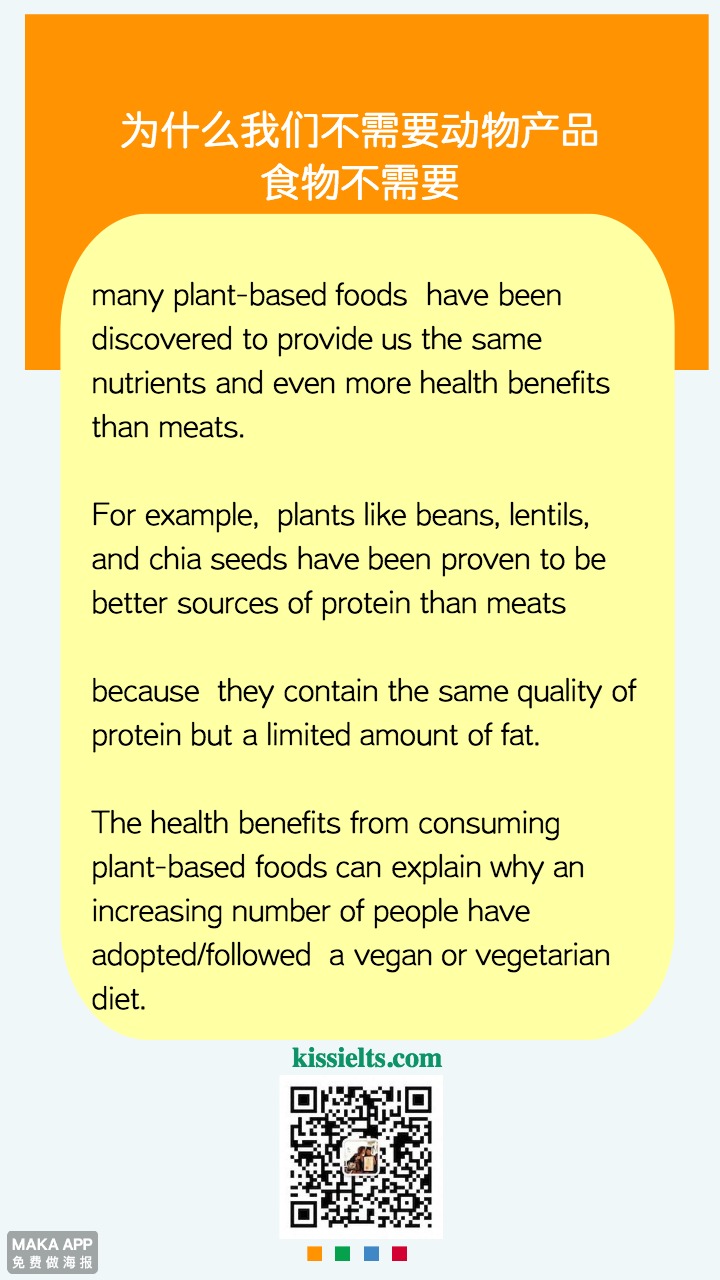 为什么我们不需要动物产品
食物不需要
many plant-based foods  have been
discovered to provide us the same
nutrients and even more health benefits
than meats.
For example,  plants like beans, lentils,
and chia seeds have been proven to be
better sources of protein than meats
because  they contain the same quality of
protein but a limited amount of fat.
The health benefits from consuming
plant-based foods can explain why an
increasing number of people have
adopted/followed  a vegan or vegetarian
diet.
kissielts.com
MAKA APP
免费做海报